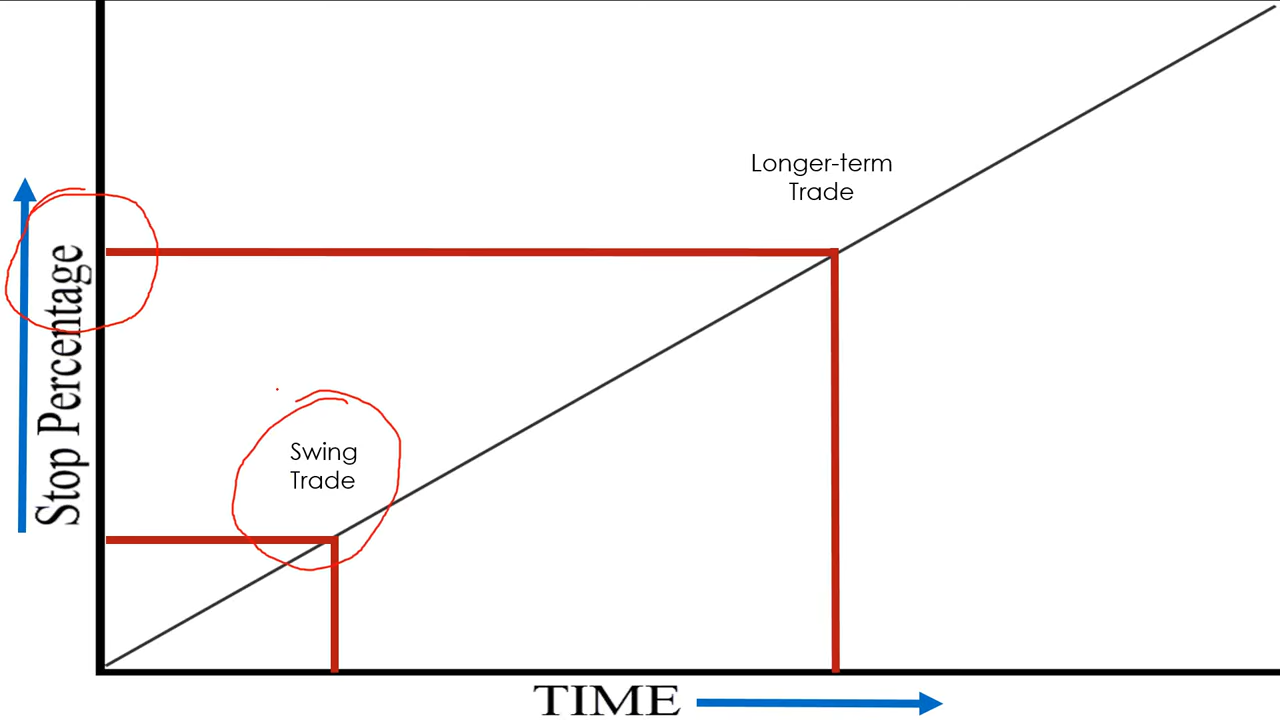 Longer-term
Trade
Stop Percentage
Swing
Trade
TIME